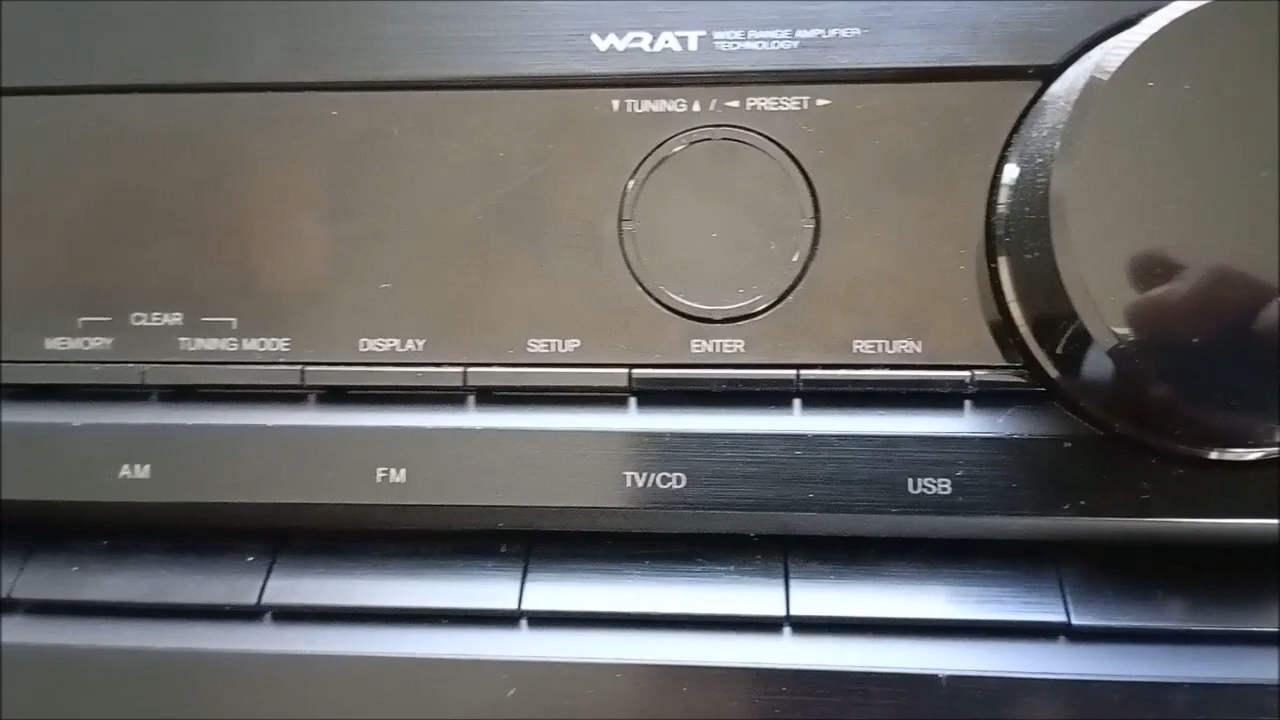 WRAT WIDE RANGE AMPLIFIER
TECHNOLOGY
▼ TUNING ▲ / ◄ PRESET ►
CLEAR
MEMORY TUNING MODE DISPLAY SETUP ENTER RETURN
AM FM TV/CD USB